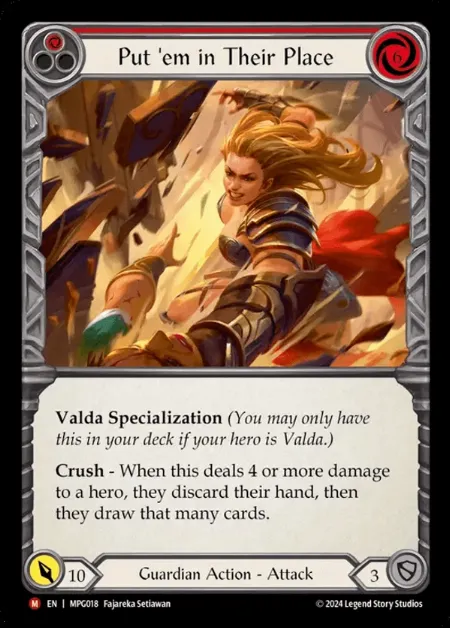 Put 'em in Their Place
6
Valda Specialization (You may only have
this in your deck if your hero is Valda.)
Crush - When this deals 4 or more damage
to a hero, they discard their hand, then
they draw that many cards.
10
Guardian Action - Attack
3
M EN | MPG018 Fajareka Setiawan
© 2024 Legend Story Studios